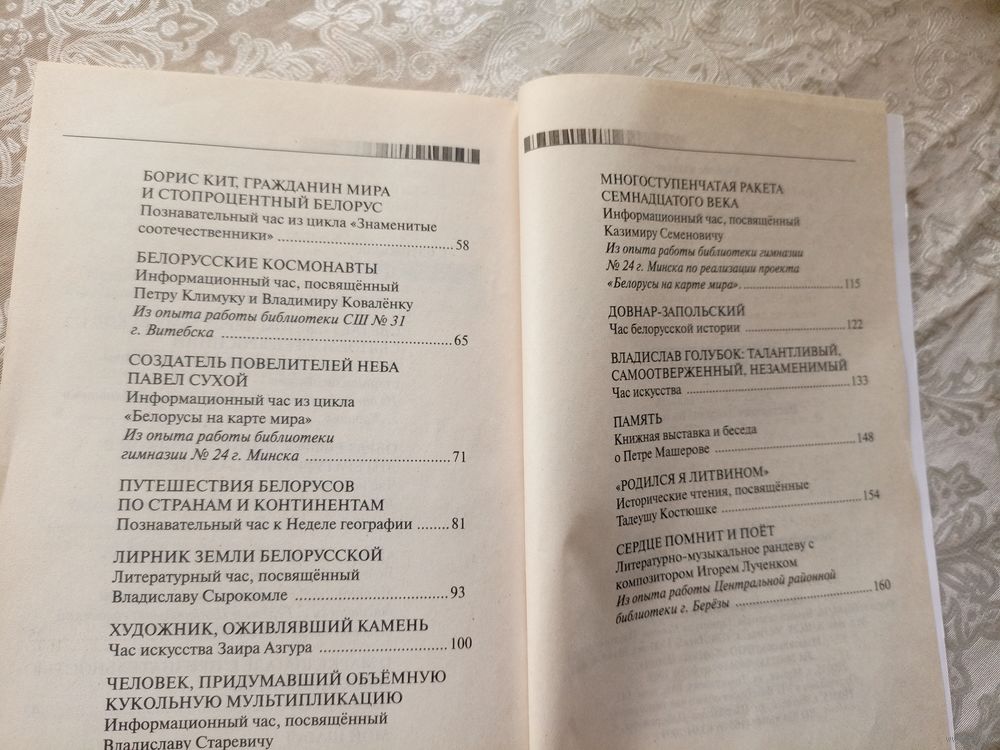 БОРИС КИТ, ГРАЖДАНИН МИРА
И СТОПРОЦЕНТНЫЙ БЕЛОРУС
Познавательный час из цикла «Знаменитые
соотечественники» ..... 58
БЕЛОРУССКИЕ КОСМОНАВТЫ
Информационный час, посвящённый
Петру Климуку и Владимиру Ковалёнку
Из опыта работы библиотеки СШ № 31
г. Витебска ..... 65
СОЗДАТЕЛЬ ПОВЕЛИТЕЛЕЙ НЕБА
ПАВЕЛ СУХОЙ
Информационный час из цикла
«Белорусы на карте мира»
Из опыта работы библиотеки
гимназии № 24 г. Минска ..... 71
ПУТЕШЕСТВИЯ БЕЛОРУСОВ
ПО СТРАНАМ И КОНТИНЕНТАМ
Познавательный час к Неделе географии ..... 81
ЛИРНИК ЗЕМЛИ БЕЛОРУССКОЙ
Литературный час, посвящённый
Владиславу Сырокомле ..... 93
ХУДОЖНИК, ОЖИВЛЯВШИЙ КАМЕНЬ
Час искусства Заира Азгура ..... 100
ЧЕЛОВЕК, ПРИДУМАВШИЙ ОБЪЁМНУЮ
КУКОЛЬНУЮ МУЛЬТИПЛИКАЦИЮ
Информационный час, посвящённый
Владиславу Старевичу
МНОГОСТУПЕНЧАТАЯ РАКЕТА
СЕМНАДЦАТОГО ВЕКА
Информационный час, посвящённый
Казимиру Семеновичу
Из опыта работы библиотеки гимназии
№ 24 г. Минска по реализации проекта
«Белорусы на карте мира». ..... 115
ДОВНАР-ЗАПОЛЬСКИЙ
Час белорусской истории ..... 122
ВЛАДИСЛАВ ГОЛУБОК: ТАЛАНТЛИВЫЙ,
САМООТВЕРЖЕННЫЙ, НЕЗАМЕНИМЫЙ
Час искусства ..... 133
ПАМЯТЬ
Книжная выставка и беседа
о Петре Машерове ..... 148
«РОДИЛСЯ Я ЛИТВИНОМ»
Исторические чтения, посвящённые
Тадеушу Костюшке ..... 154
СЕРДЦЕ ПОМНИТ И ПОЁТ
Литературно-музыкальное рандеву с
композитором Игорем Лученком
Из опыта работы Центральной районной
библиотеки г. Берёзы ..... 160